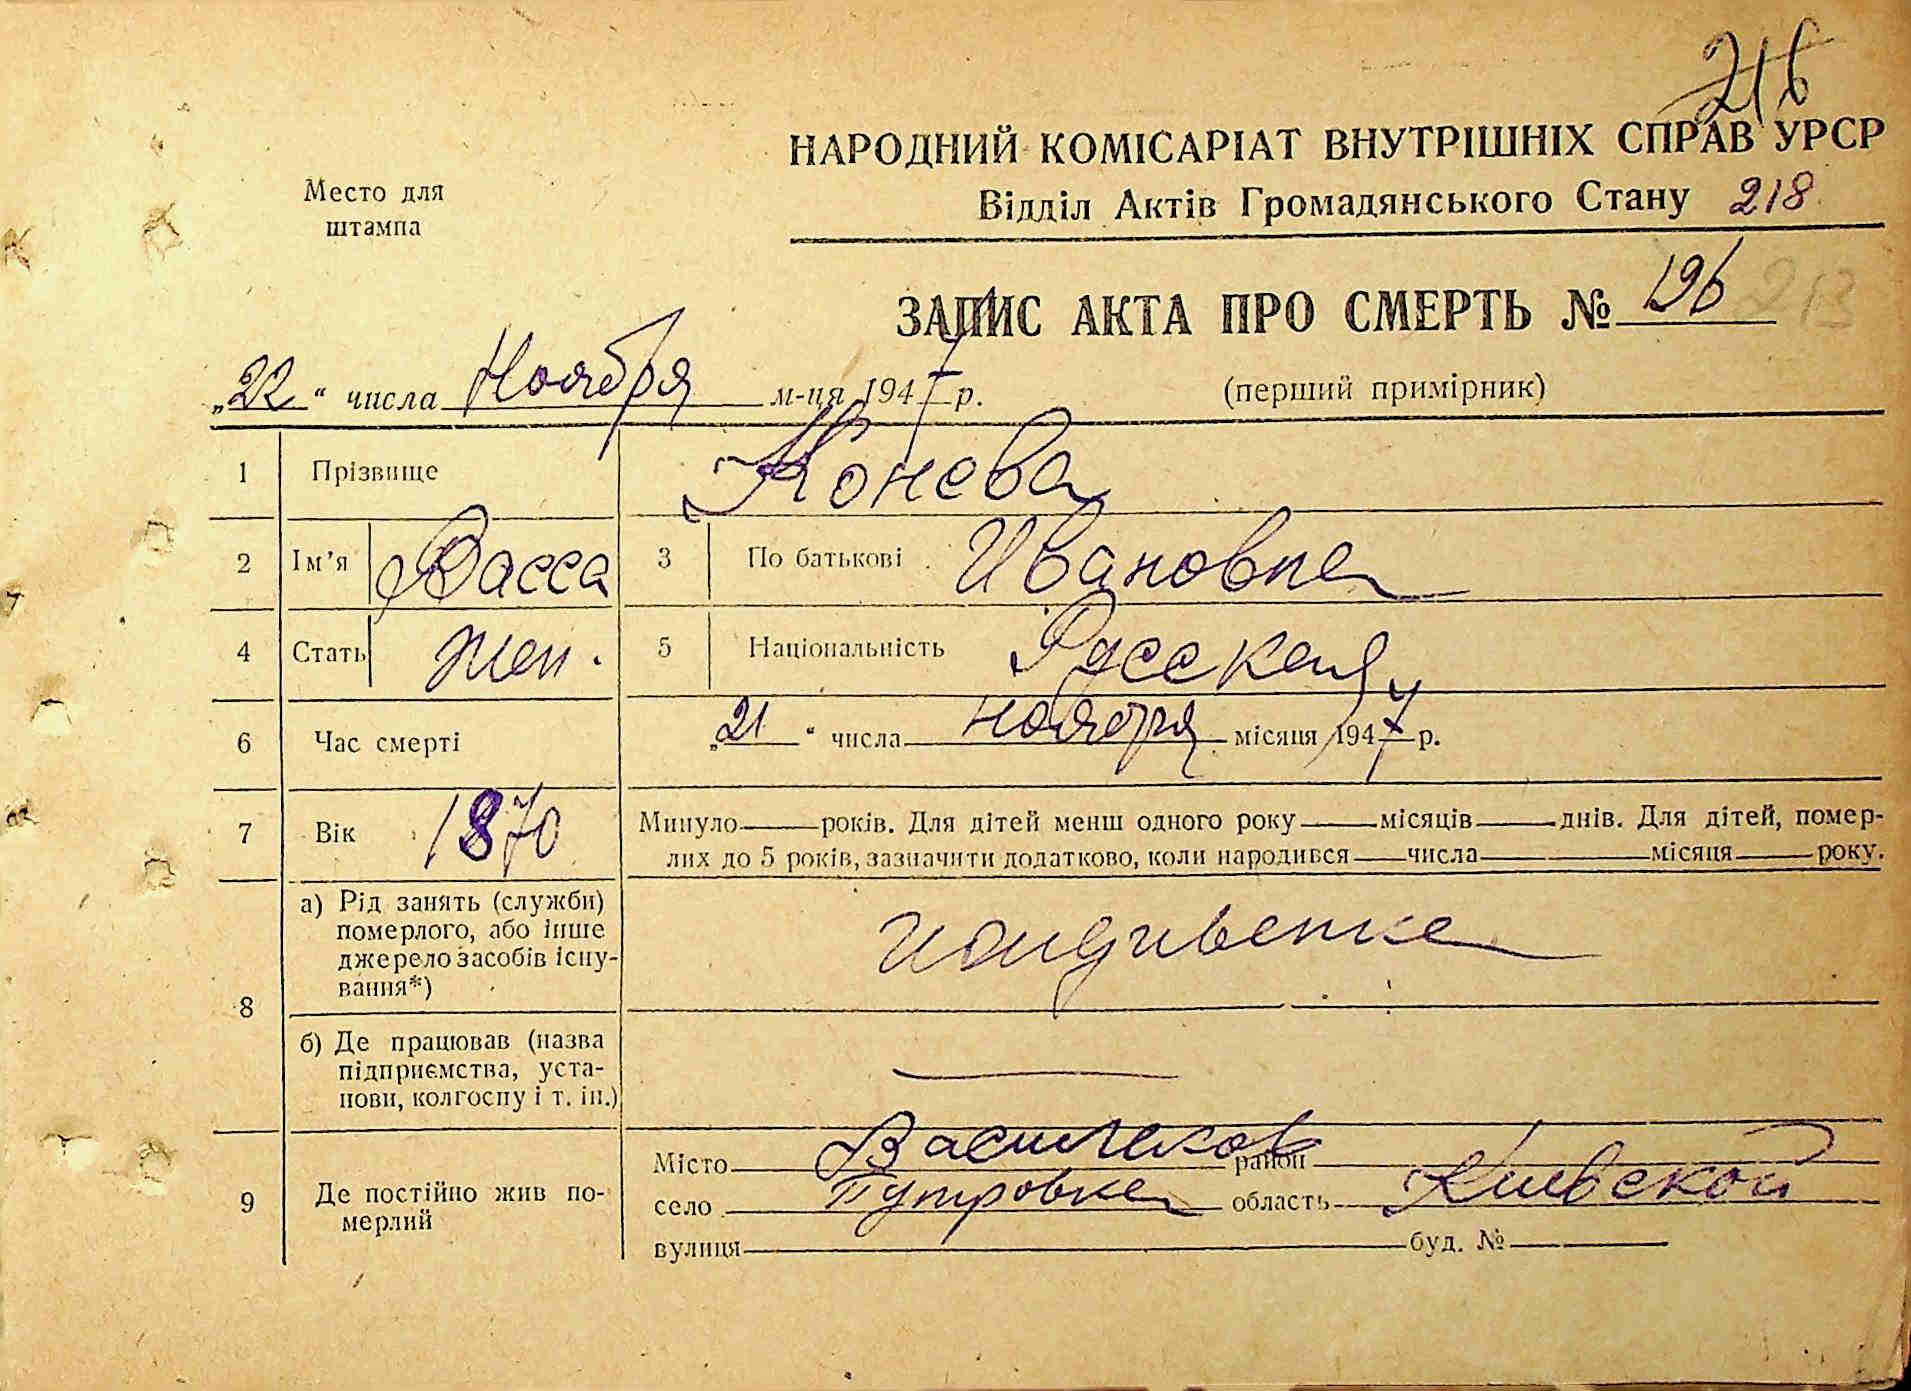 216
НАРОДНИЙ КОМІСАРІАТ ВНУТРІШНІХ СПРАВ УРСР
Место для штампа
Відділ Актів Громадянського Стану 218
ЗАПИС АКТА ПРО СМЕРТЬ № 196 213
„22" числа Ноября м-ця 1947 р. (перший примірник)
1 Прізвище Конева
2 Ім'я Васса 3 По батькові Ивановна
4 Стать жен. 5 Національність Русская
6 Час смерті „21" числа ноября місяця 1947 р.
7 Вік 1870 Минуло — років. Для дітей менш одного року — місяців — днів. Для дітей, помер-
лих до 5 років, зазначити додатково, коли народився — числа — місяця — року.
8 а) Рід занять (служби)
померлого, або інше
джерело засобів існу-
вання*)
иждивенка
б) Де працював (назва
підприємства, уста-
нови, колгоспу і т. ін.)
—
9 Де постійно жив по-
мерлий
Місто Васильков район
село Путровка область Киевской
вулиця буд. №